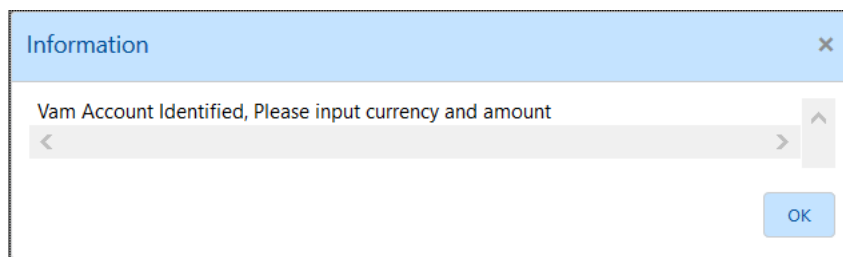 Information
Vam Account Identified, Please input currency and amount
OK